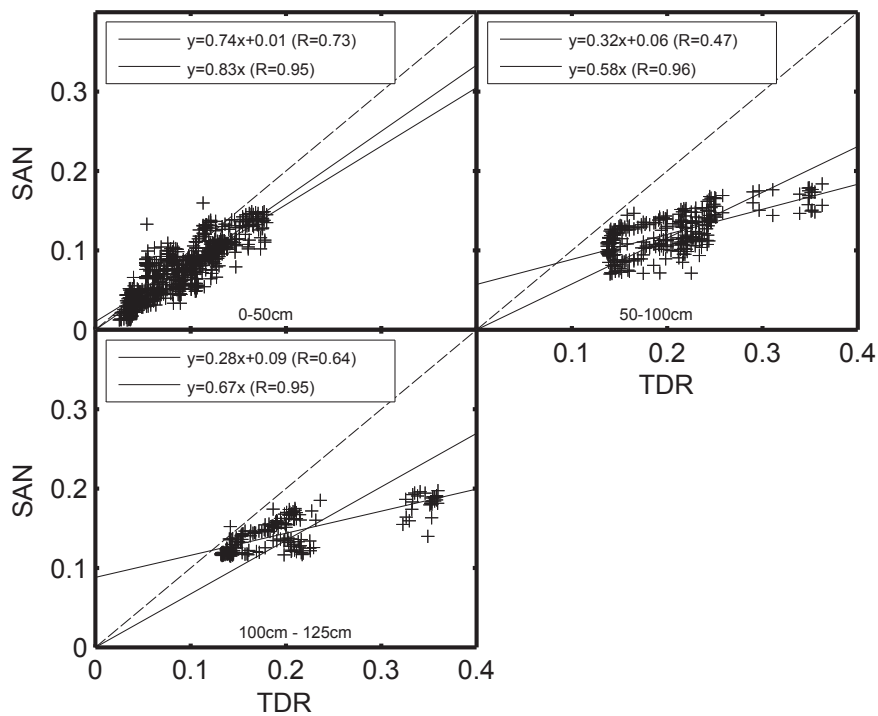 y=0.74x+0.01 (R=0.73)
y=0.83x (R=0.95)
0.3
0.2
0.1
0
SAN
0-50cm
y=0.32x+0.06 (R=0.47)
y=0.58x (R=0.96)
50-100cm
0.1 0.2 0.3 0.4
TDR
y=0.28x+0.09 (R=0.64)
y=0.67x (R=0.95)
0.3
0.2
0.1
0
SAN
100cm - 125cm
0 0.1 0.2 0.3 0.4
TDR